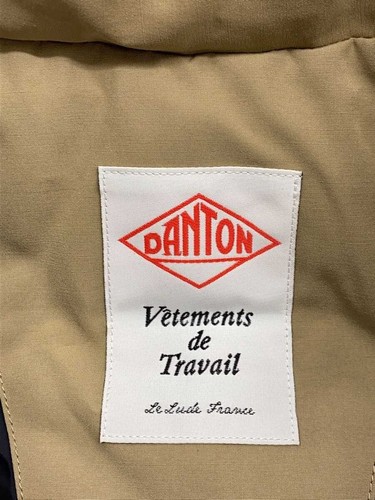 DANTON
Vêtements
de
Travail
Le Lude France